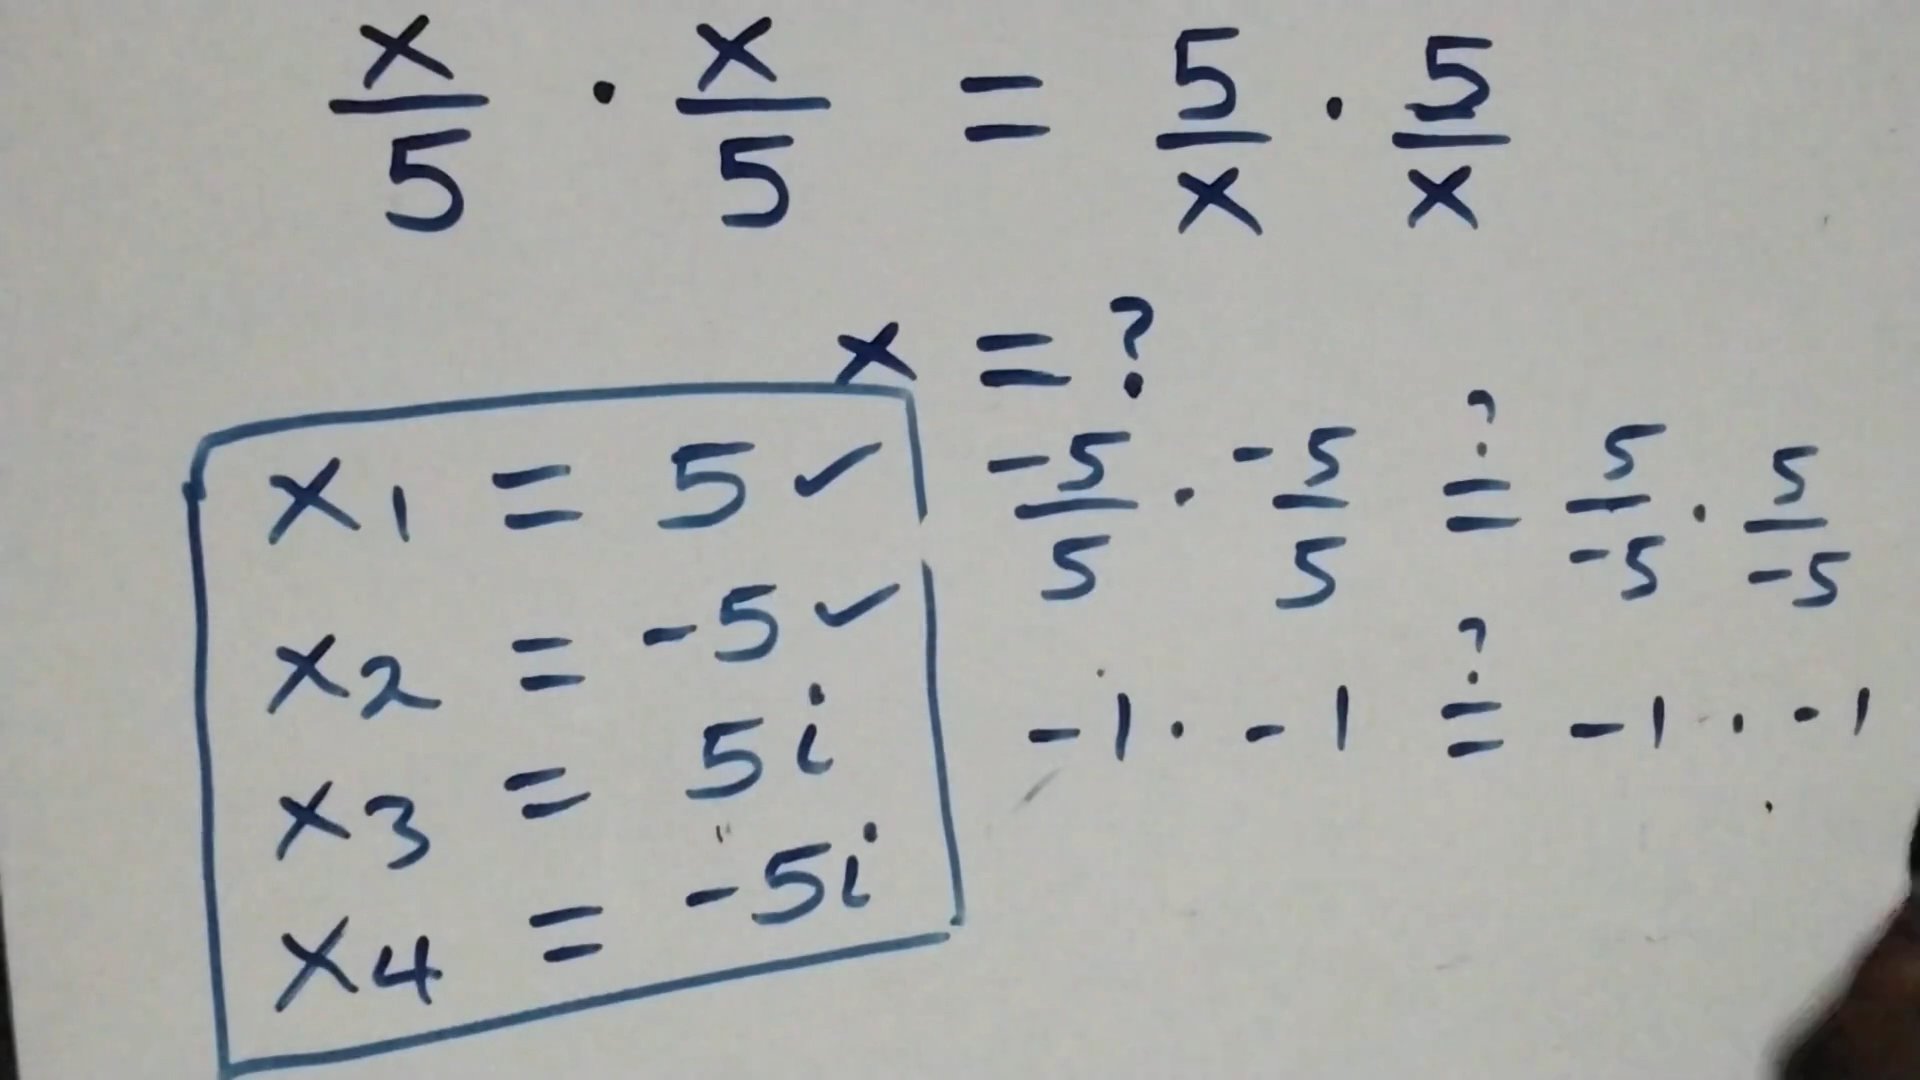 x/5 · x/5 = 5/x · 5/x
x = ?
x1 = 5 ✓
x2 = -5 ✓
x3 = 5i
x4 = -5i
-5/5 · -5/5 ?= 5/-5 · 5/-5
-1 · -1 ?= -1 · -1